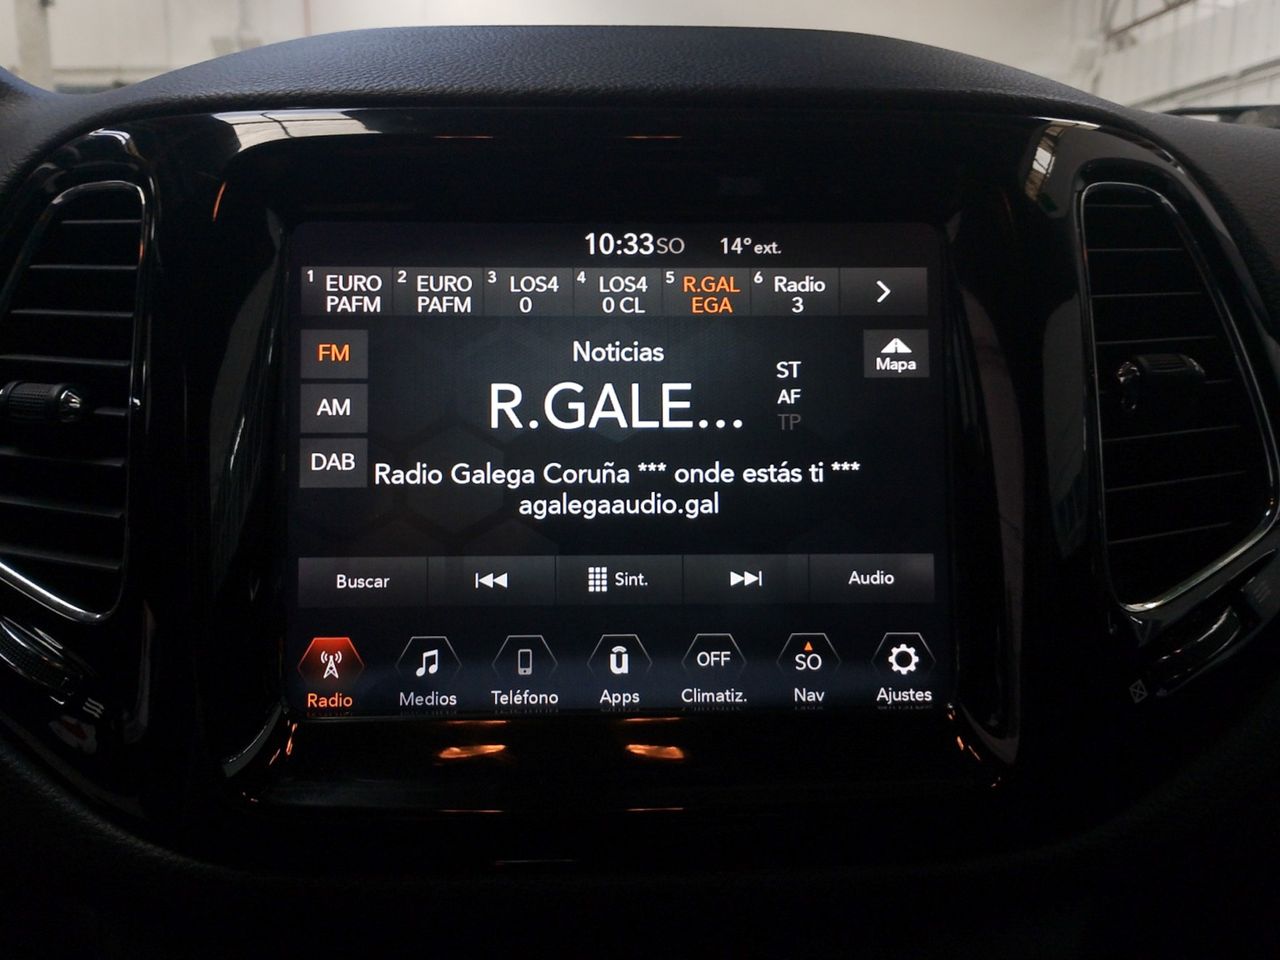 10:33 SO 14° ext.
1 EURO PAFM
2 EURO PAFM
3 LOS4 0
4 LOS4 0 CL
5 R.GAL EGA
6 Radio 3
FM
Noticias
ST
Mapa
AM
R.GALE...
AF
TP
DAB
Radio Galega Coruña *** onde estás ti ***
agalegaaudio.gal
Buscar
Sint.
Audio
OFF
SO
Radio
Medios
Teléfono
Apps
Climatiz.
Nav
Ajustes